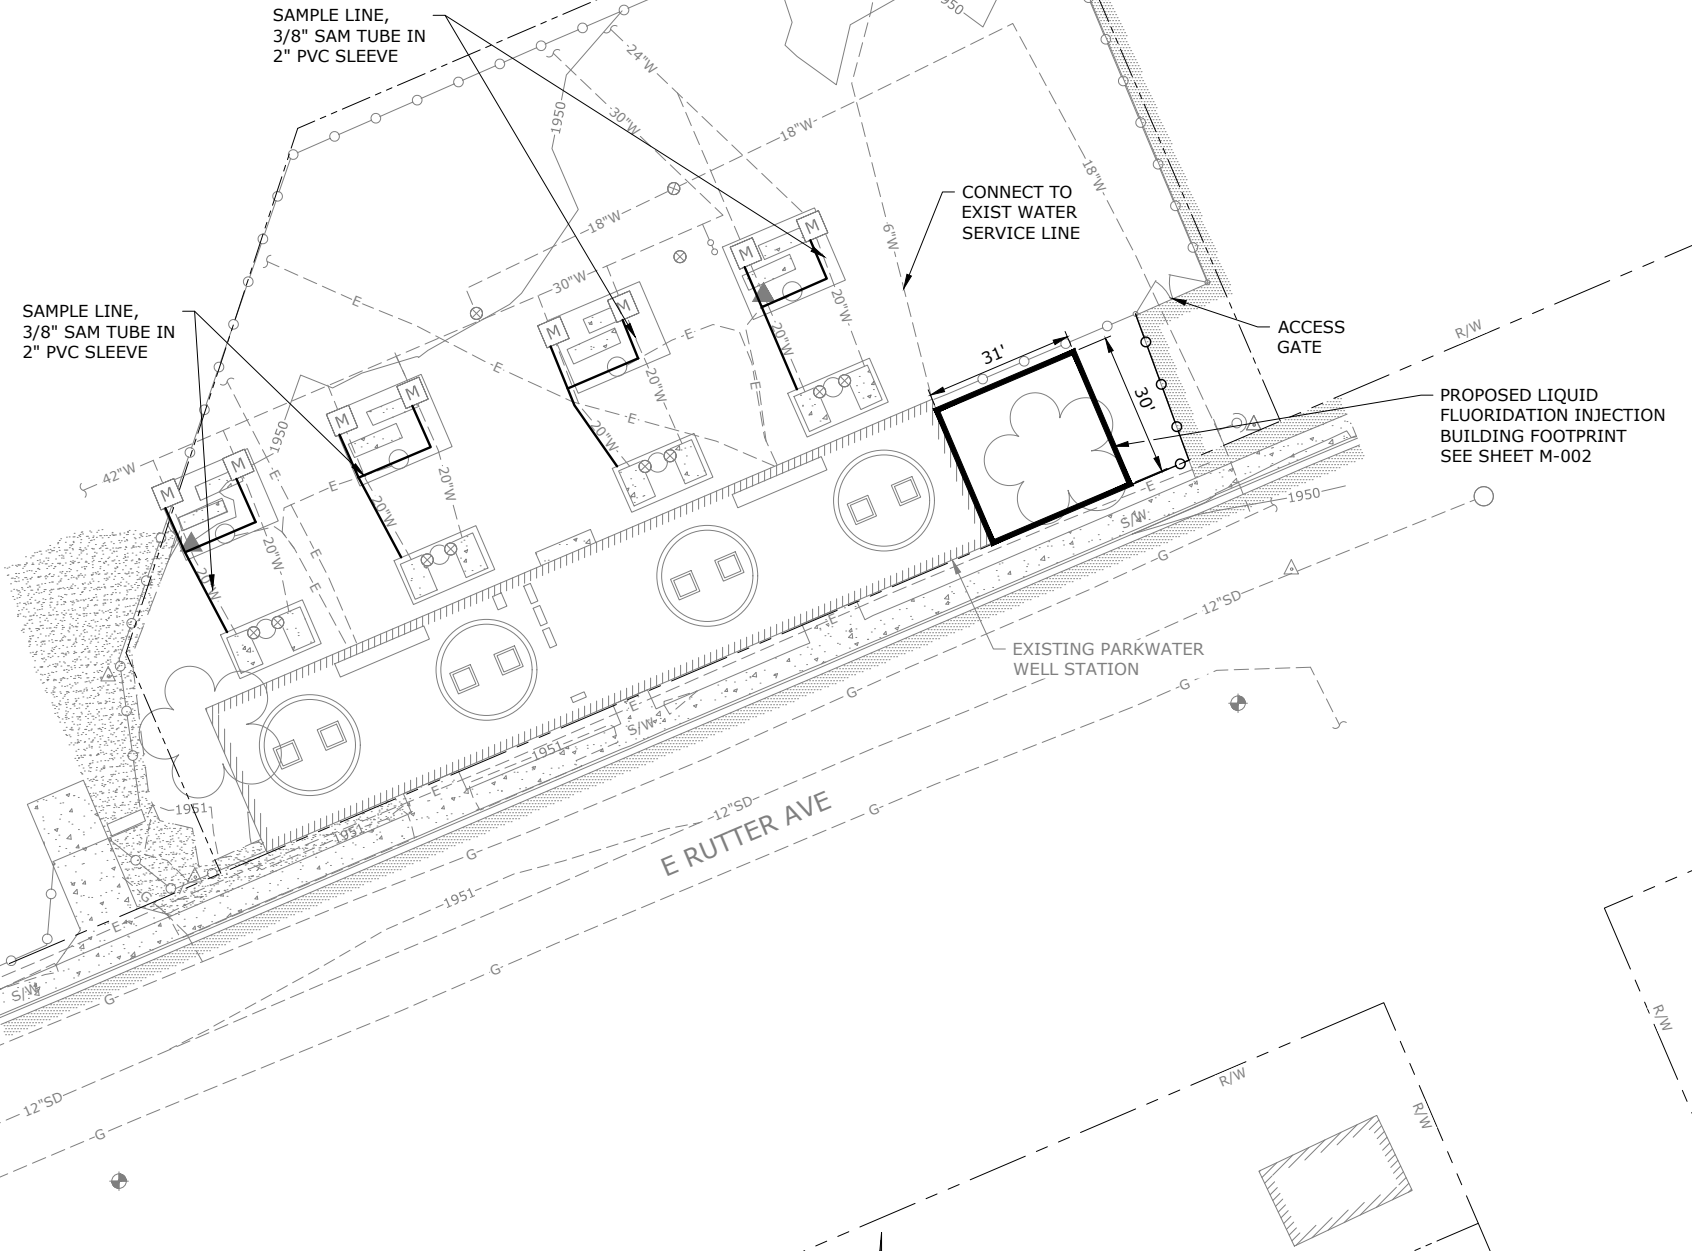 SAMPLE LINE,
3/8" SAM TUBE IN
2" PVC SLEEVE
1950
24"W
30"W
1950
18"W
18"W
18"W
30"W
6"W
CONNECT TO
EXIST WATER
SERVICE LINE
M
M
M
M
M
M
M
M
SAMPLE LINE,
3/8" SAM TUBE IN
2" PVC SLEEVE
E
E
E
E
E
20"W
20"W
20"W
20"W
31'
30'
ACCESS
GATE
R/W
PROPOSED LIQUID
FLUORIDATION INJECTION
BUILDING FOOTPRINT
SEE SHEET M-002
42"W
1950
E
E
E
E
20"W
20"W
20"W
20"W
E
S/W
1950
G
12"SD
EXISTING PARKWATER
WELL STATION
E
G
G
E
S/W
1951
E
1951
1951
12"SD
E RUTTER AVE
G
G
G
E
1951
G
S/W
G
12"SD
G
R/W
R/W
R/W